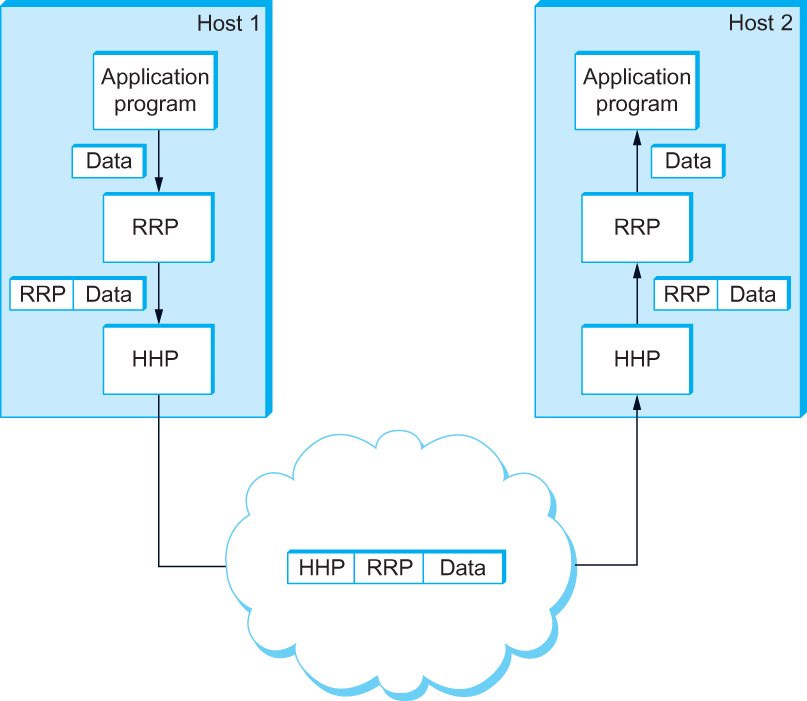 Host 1
Application
program
Data
RRP
RRP Data
HHP
Host 2
Application
program
Data
RRP
RRP Data
HHP
HHP RRP Data